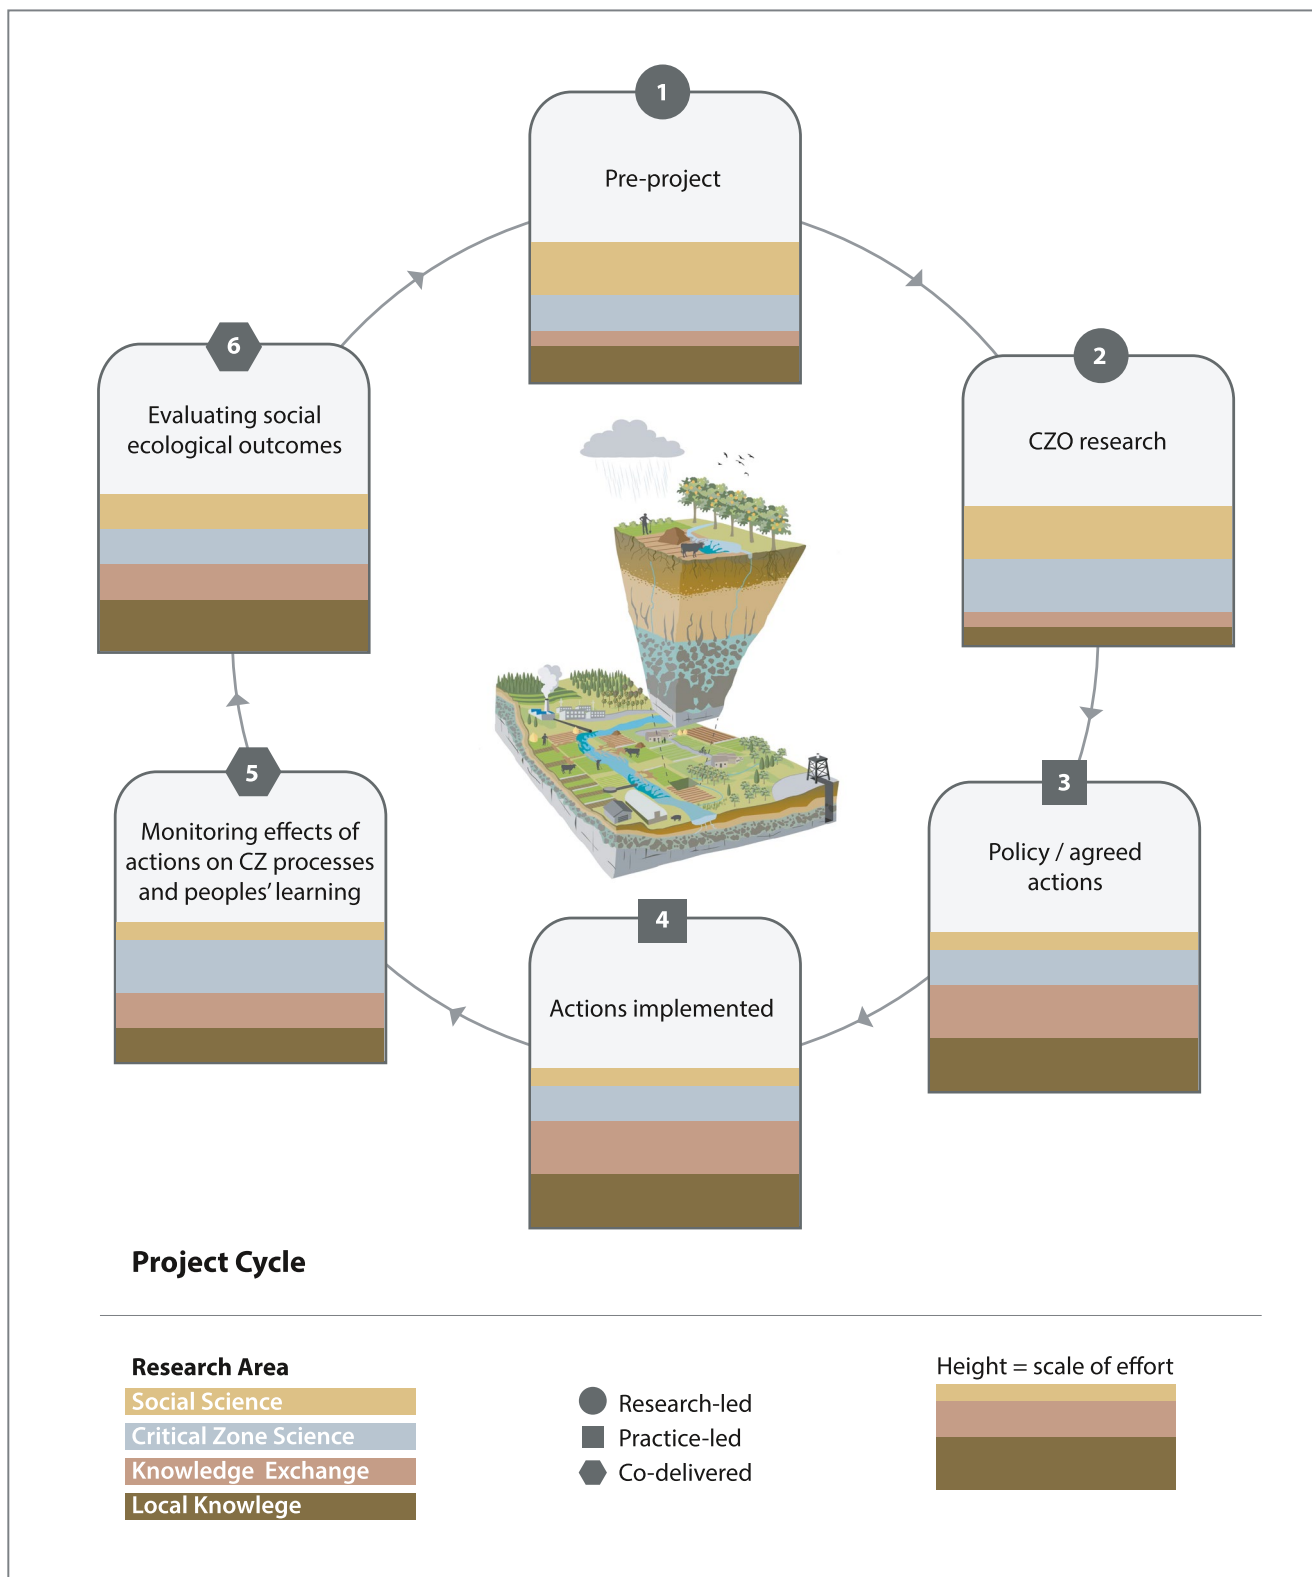 1
Pre-project
2
CZO research
3
Policy / agreed
actions
4
Actions implemented
5
Monitoring effects of
actions on CZ processes
and peoples’ learning
6
Evaluating social
ecological outcomes
Project Cycle
Research Area
Social Science
Critical Zone Science
Knowledge Exchange
Local Knowlege
Research-led
Practice-led
Co-delivered
Height = scale of effort